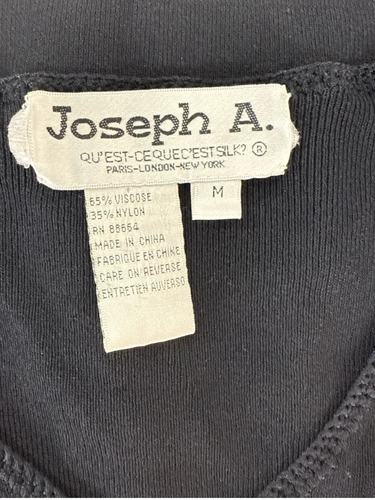 Joseph A.
QU'EST-CEQUEC'ESTSILK? ®
PARIS-LONDON-NEW YORK
M
65% VISCOSE
35% NYLON
RN 88664
MADE IN CHINA
FABRIQUE EN CHINE
CARE ON REVERSE
ENTRETIEN AUVERSO